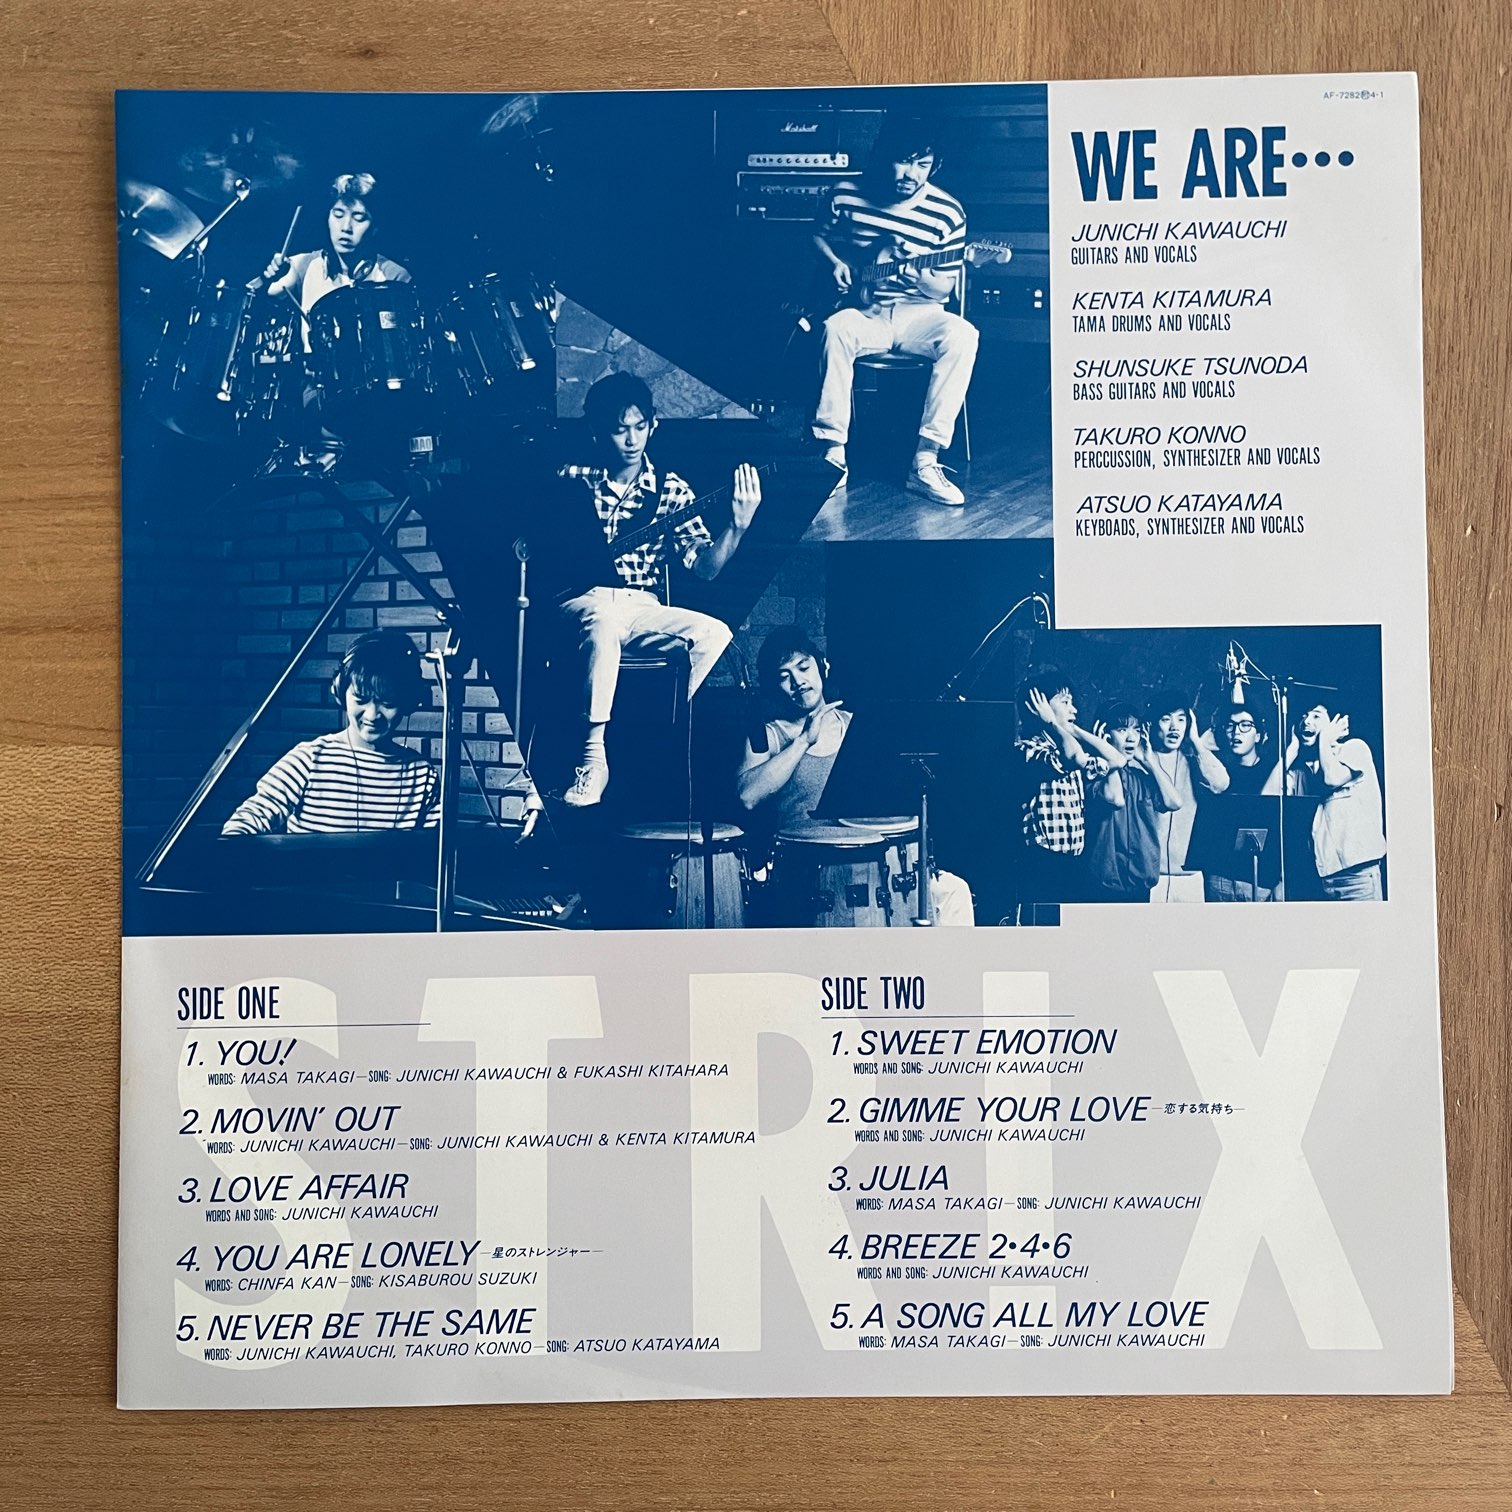 AF-7282Ⓟ4-1
WE ARE•••
JUNICHI KAWAUCHI
GUITARS AND VOCALS
KENTA KITAMURA
TAMA DRUMS AND VOCALS
SHUNSUKE TSUNODA
BASS GUITARS AND VOCALS
TAKURO KONNO
PERCCUSSION, SYNTHESIZER AND VOCALS
ATSUO KATAYAMA
KEYBOADS, SYNTHESIZER AND VOCALS
Marshall
STRIX
SIDE ONE
1. YOU!
WORDS: MASA TAKAGI—SONG: JUNICHI KAWAUCHI & FUKASHI KITAHARA
2. MOVIN' OUT
WORDS: JUNICHI KAWAUCHI—SONG: JUNICHI KAWAUCHI & KENTA KITAMURA
3. LOVE AFFAIR
WORDS AND SONG: JUNICHI KAWAUCHI
4. YOU ARE LONELY—星のストレンジャー—
WORDS: CHINFA KAN—SONG: KISABUROU SUZUKI
5. NEVER BE THE SAME
WORDS: JUNICHI KAWAUCHI, TAKURO KONNO—SONG: ATSUO KATAYAMA
SIDE TWO
1. SWEET EMOTION
WORDS AND SONG: JUNICHI KAWAUCHI
2. GIMME YOUR LOVE—恋する気持ち—
WORDS AND SONG: JUNICHI KAWAUCHI
3. JULIA
WORDS: MASA TAKAGI—SONG: JUNICHI KAWAUCHI
4. BREEZE 2•4•6
WORDS AND SONG: JUNICHI KAWAUCHI
5. A SONG ALL MY LOVE
WORDS: MASA TAKAGI—SONG: JUNICHI KAWAUCHI